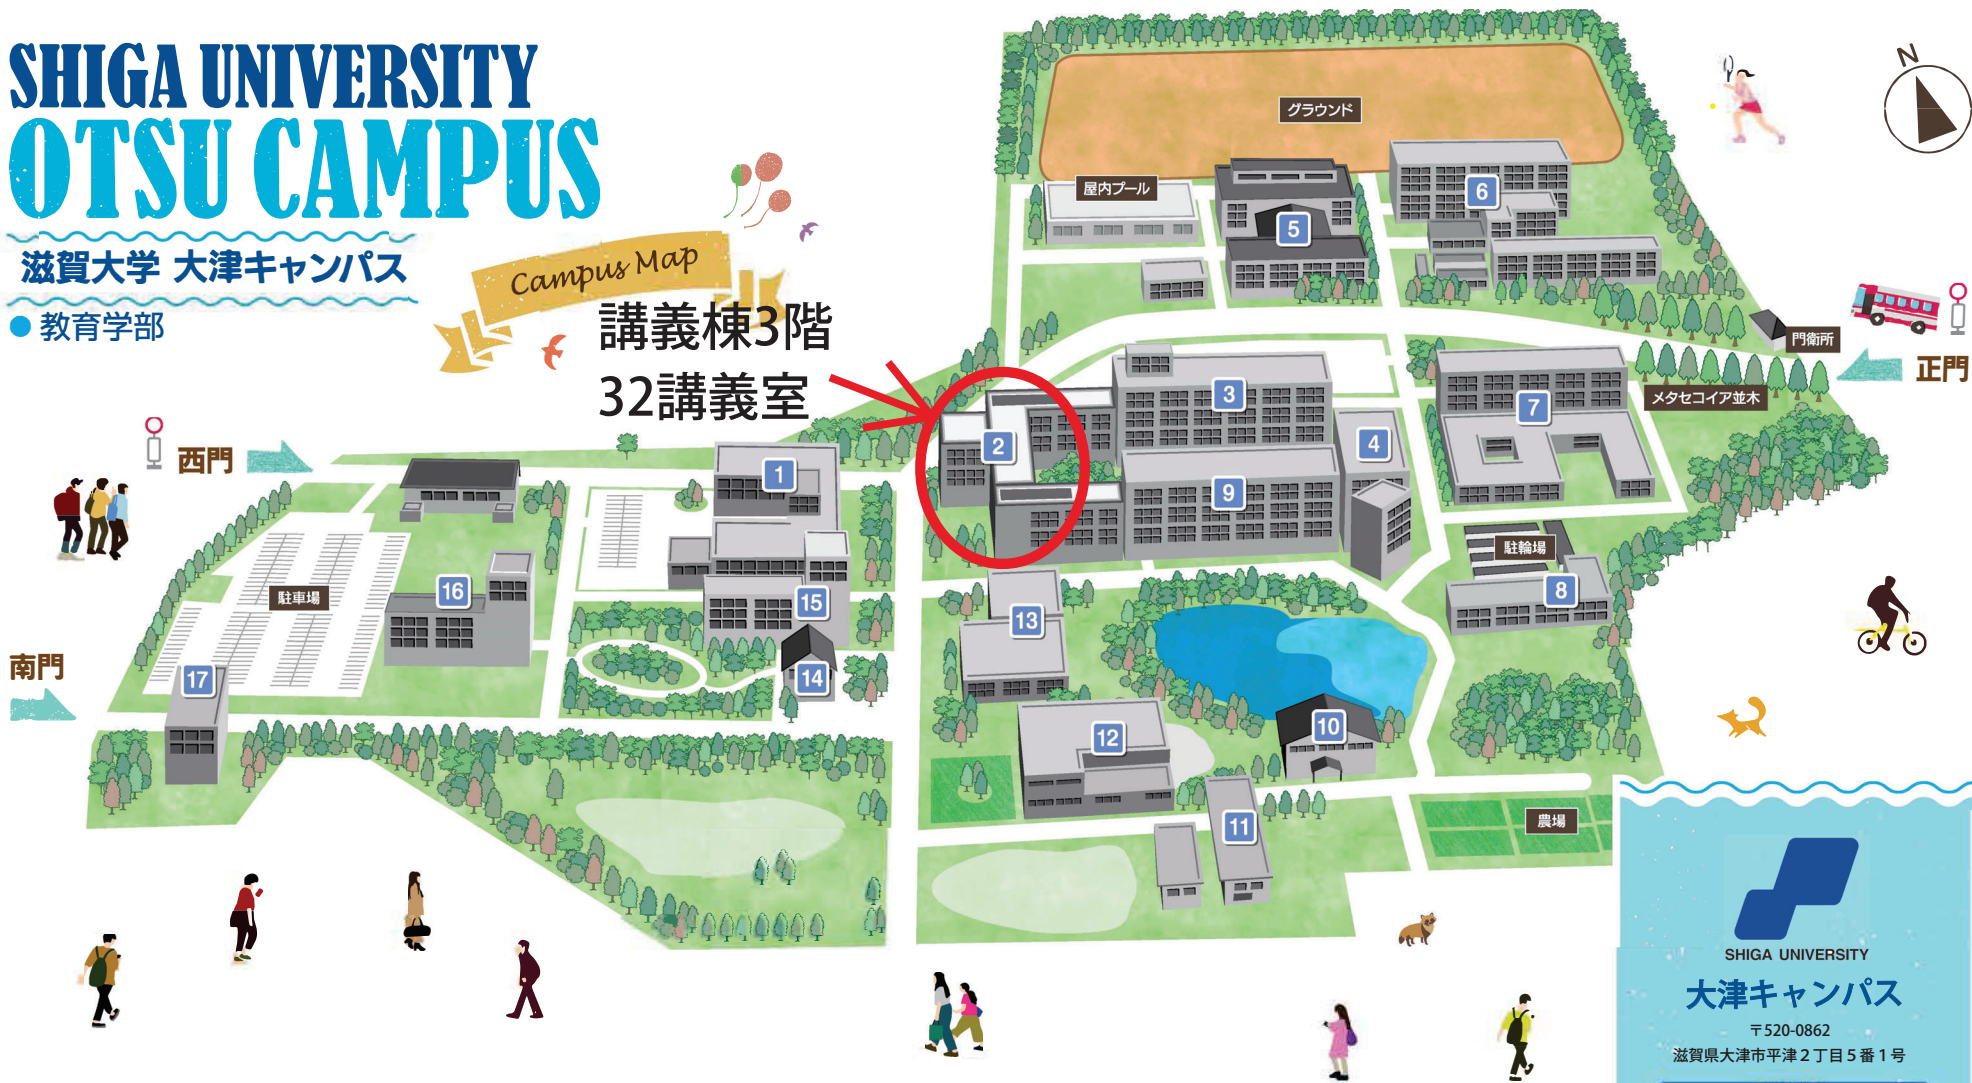 SHIGA UNIVERSITY
OTSU CAMPUS
滋賀大学 大津キャンパス
● 教育学部
Campus Map
講義棟3階
32講義室
N
グラウンド
屋内プール
6
5
門衛所
正門
メタセコイア並木
3
7
4
2
1
9
西門
駐輪場
8
駐車場
16
15
13
南門
17
14
12
10
11
農場
SHIGA UNIVERSITY
大津キャンパス
〒520-0862
滋賀県大津市平津2丁目5番1号